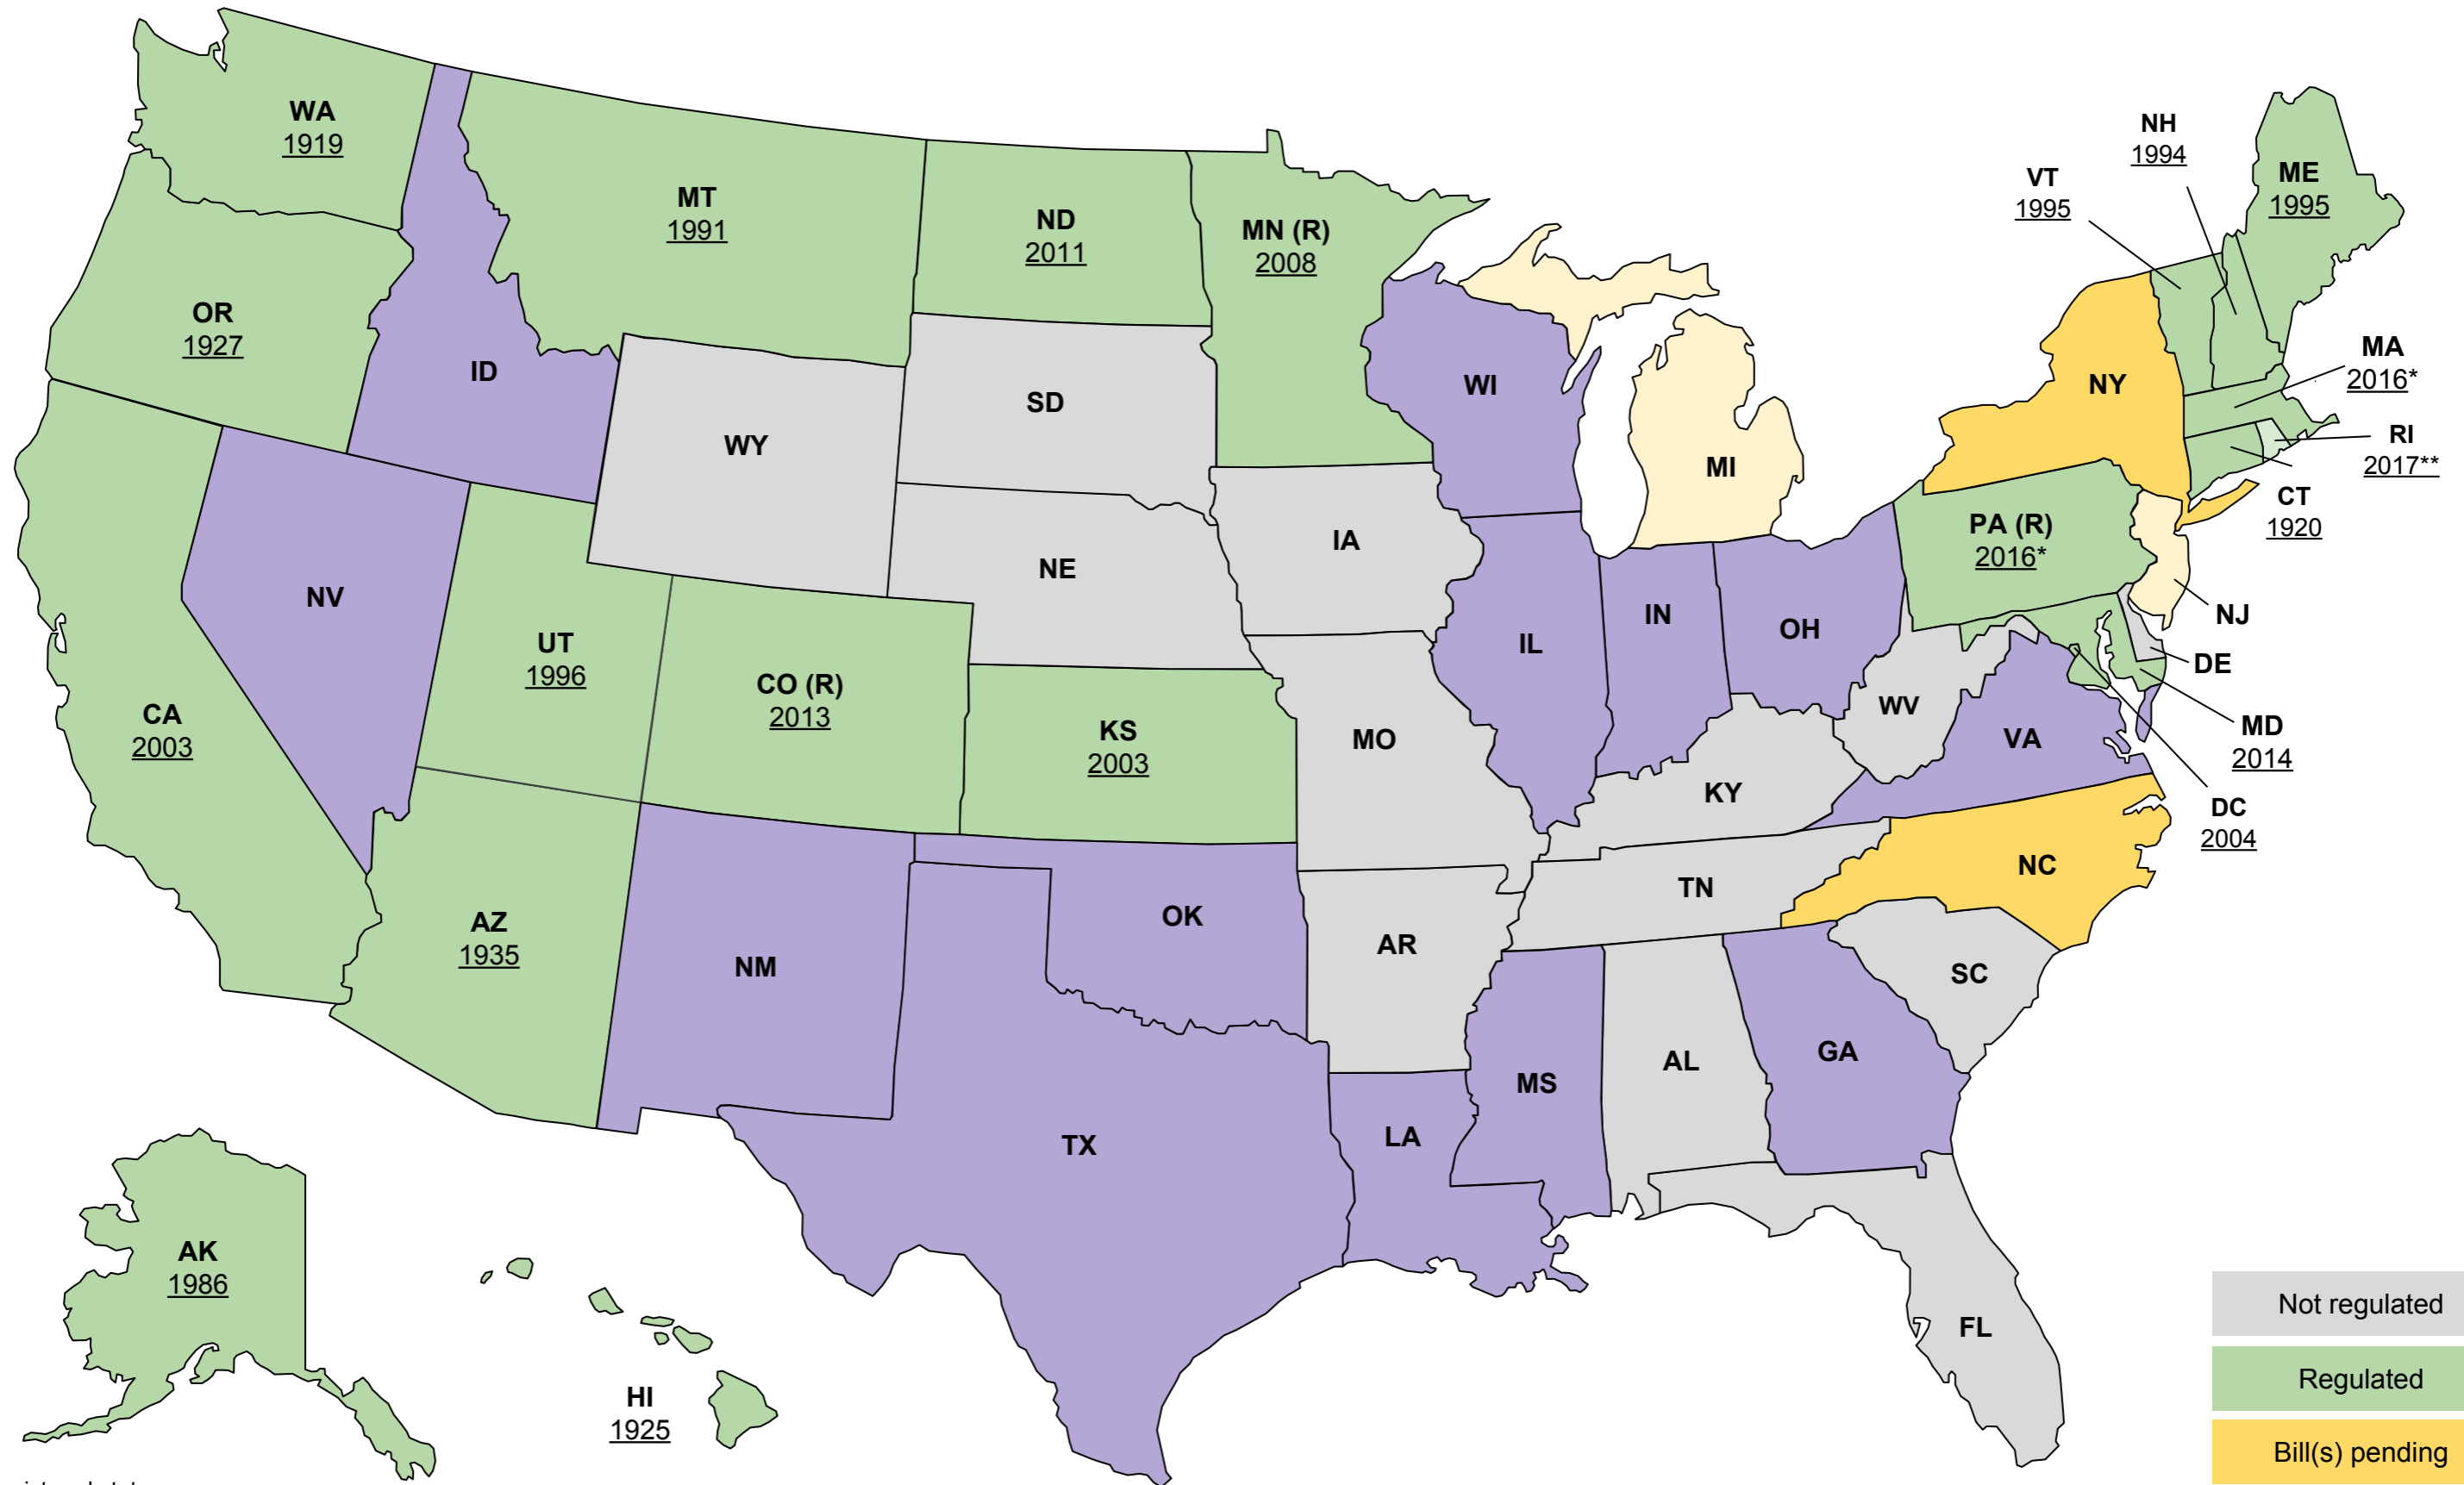 WA
1919
OR
1927
CA
2003
NV
ID
MT
1991
WY
UT
1996
AZ
1935
CO (R)
2013
NM
ND
2011
SD
NE
KS
2003
OK
TX
MN (R)
2008
IA
MO
AR
LA
WI
IL
MS
MI
IN
OH
KY
TN
AL
GA
FL
SC
NC
VA
WV
PA (R)
2016*
NY
VT
1995
NH
1994
ME
1995
MA
2016*
RI
2017**
CT
1920
NJ
DE
MD
2014
DC
2004
AK
1986
HI
1925
Not regulated
Regulated
Bill(s) pending